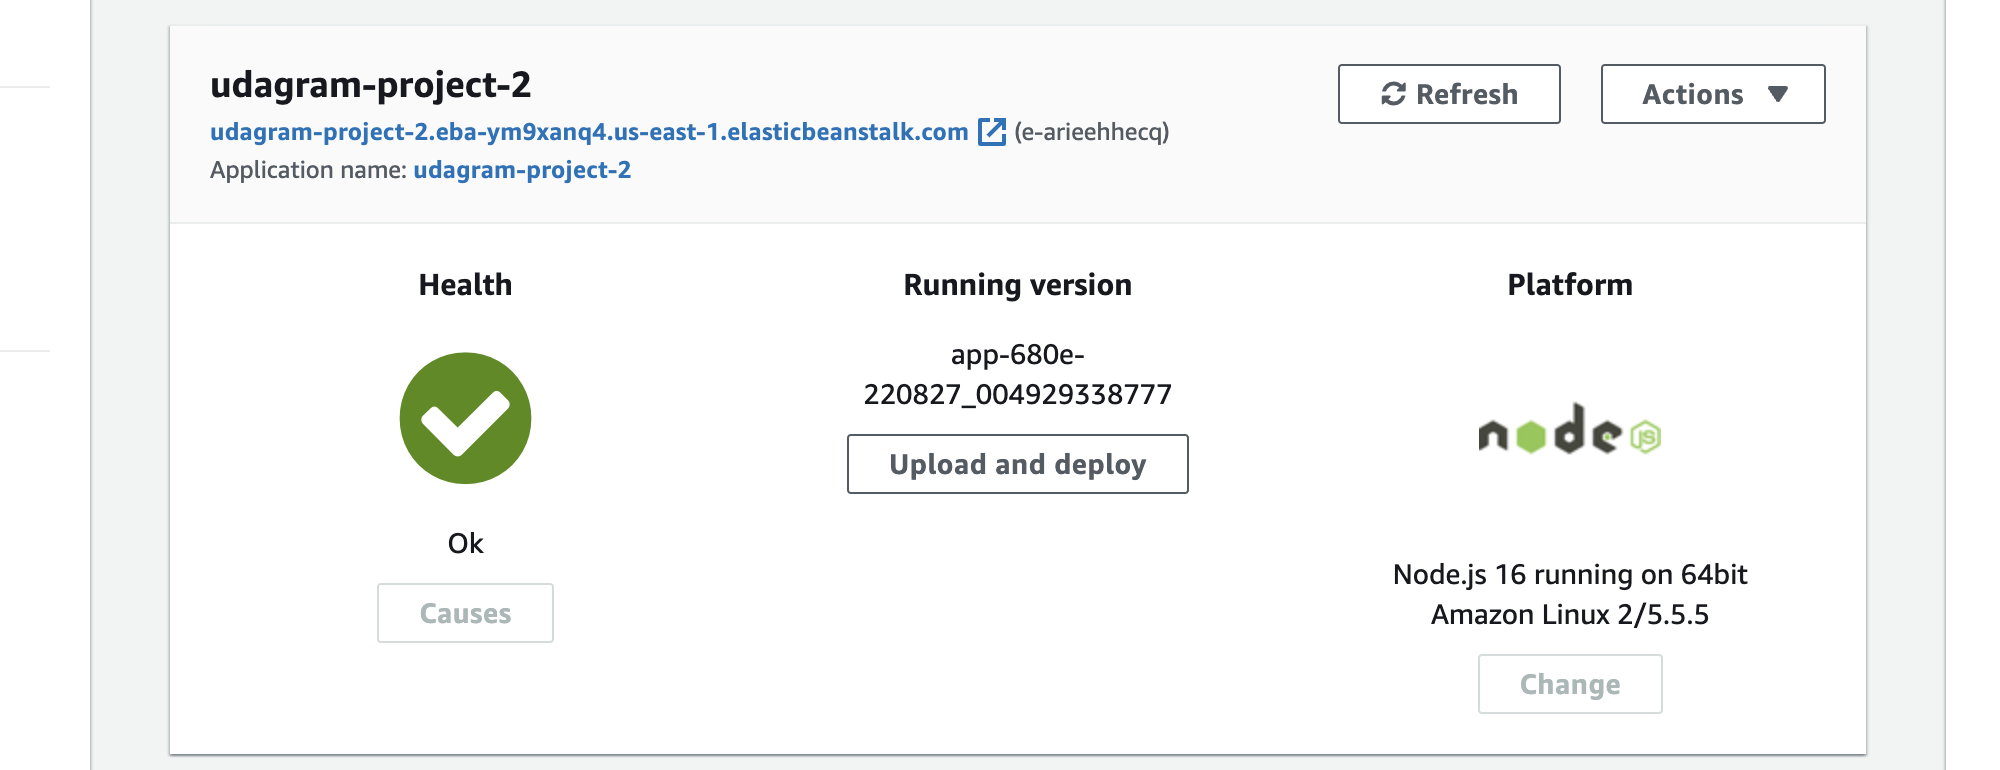 udagram-project-2
udagram-project-2.eba-ym9xanq4.us-east-1.elasticbeanstalk.com (e-arieehhecq)
Application name: udagram-project-2
Refresh
Actions
Health
Ok
Causes
Running version
app-680e-
220827_004929338777
Upload and deploy
Platform
node JS
Node.js 16 running on 64bit
Amazon Linux 2/5.5.5
Change